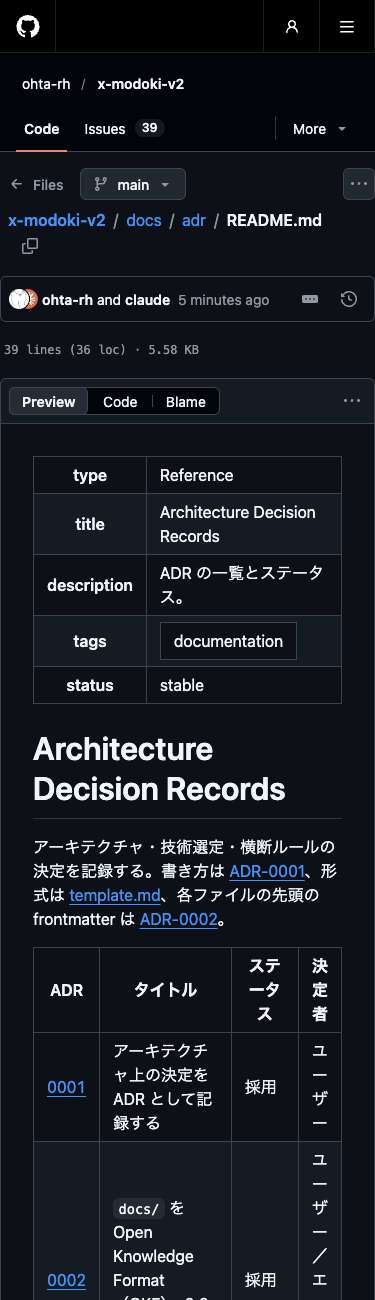 ohta-rh / x-modoki-v2
Code Issues 39 More
Files main
x-modoki-v2 / docs / adr / README.md
ohta-rh and claude 5 minutes ago
39 lines (36 loc) · 5.58 KB
Preview Code Blame
type Reference
title Architecture Decision
Records
description ADR の一覧とステータ
ス。
tags documentation
status stable
Architecture
Decision Records
アーキテクチャ・技術選定・横断ルールの
決定を記録する。書き方は ADR-0001、形
式は template.md、各ファイルの先頭の
frontmatter は ADR-0002。
ADR タイトル ステ
ータ
ス 決
定
者
0001 アーキテクチ
ャ上の決定を
ADR として記
録する 採用 ユ
ー
ザ
ー
0002 docs/ を
Open
Knowledge
Format 採用 ユ
ー
ザ
ー
／
エ